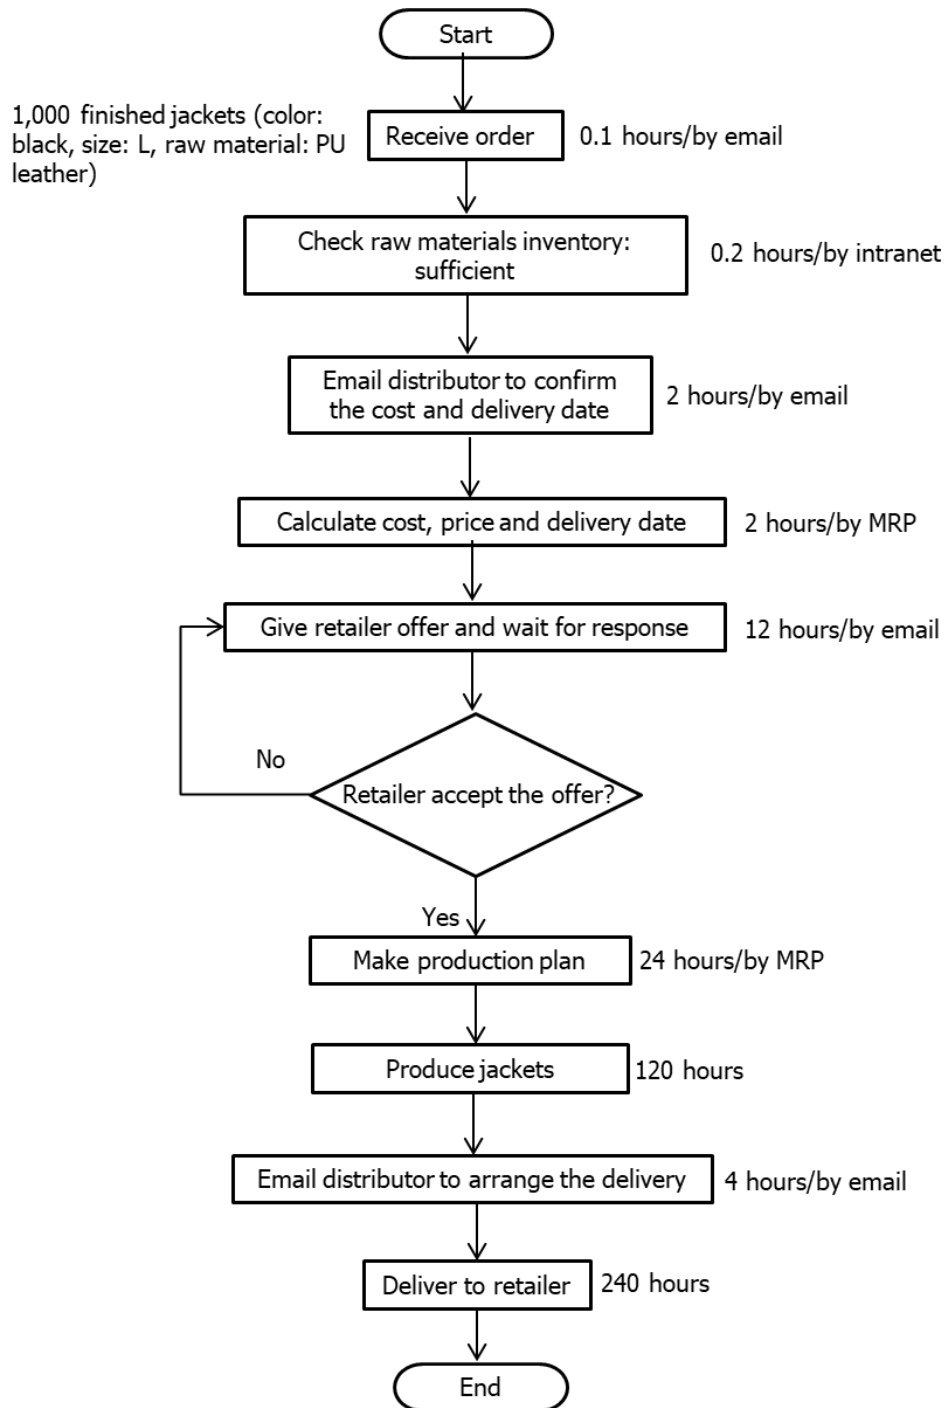 Start
1,000 finished jackets (color:
black, size: L, raw material: PU
leather)
Receive order
0.1 hours/by email
Check raw materials inventory:
sufficient
0.2 hours/by intranet
Email distributor to confirm
the cost and delivery date
2 hours/by email
Calculate cost, price and delivery date
2 hours/by MRP
Give retailer offer and wait for response
12 hours/by email
No
Retailer accept the offer?
Yes
Make production plan
24 hours/by MRP
Produce jackets
120 hours
Email distributor to arrange the delivery
4 hours/by email
Deliver to retailer
240 hours
End